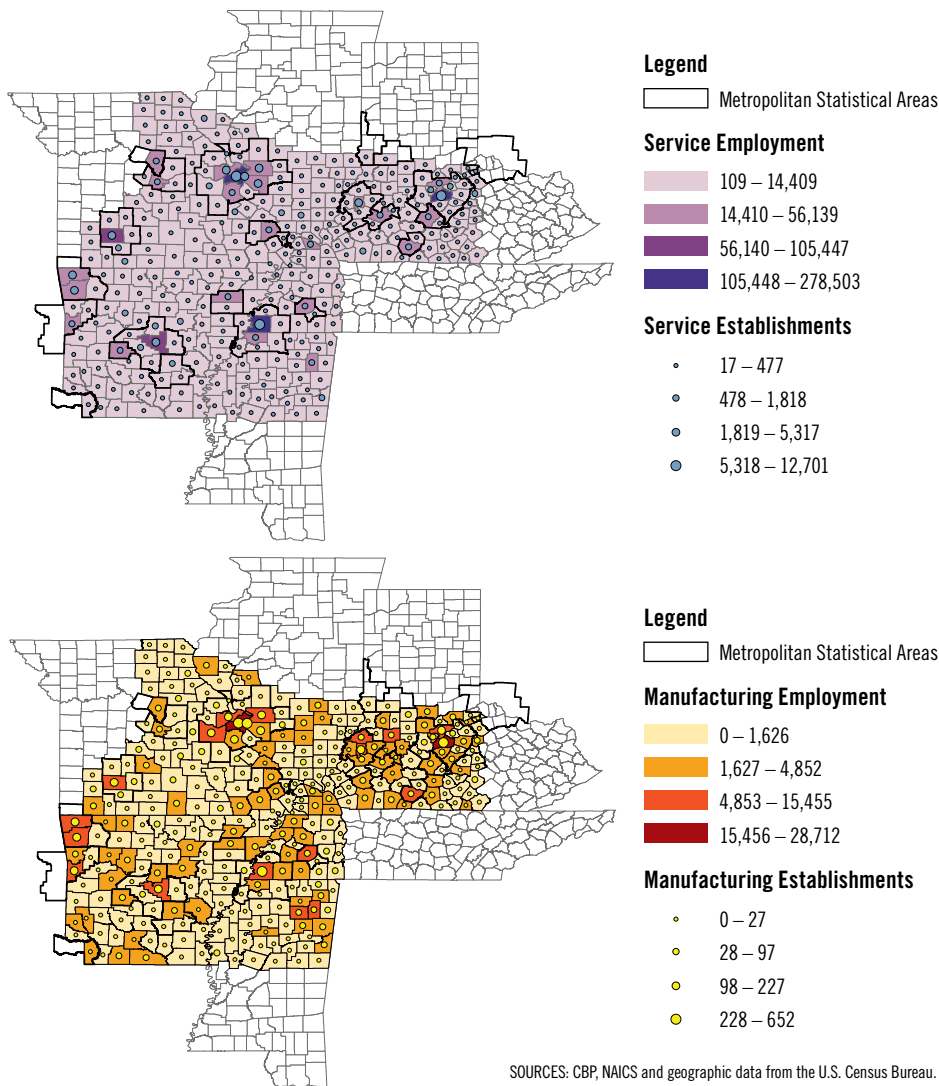 Legend
Metropolitan Statistical Areas
Service Employment
109 – 14,409
14,410 – 56,139
56,140 – 105,447
105,448 – 278,503
Service Establishments
17 – 477
478 – 1,818
1,819 – 5,317
5,318 – 12,701
Legend
Metropolitan Statistical Areas
Manufacturing Employment
0 – 1,626
1,627 – 4,852
4,853 – 15,455
15,456 – 28,712
Manufacturing Establishments
0 – 27
28 – 97
98 – 227
228 – 652
SOURCES: CBP, NAICS and geographic data from the U.S. Census Bureau.